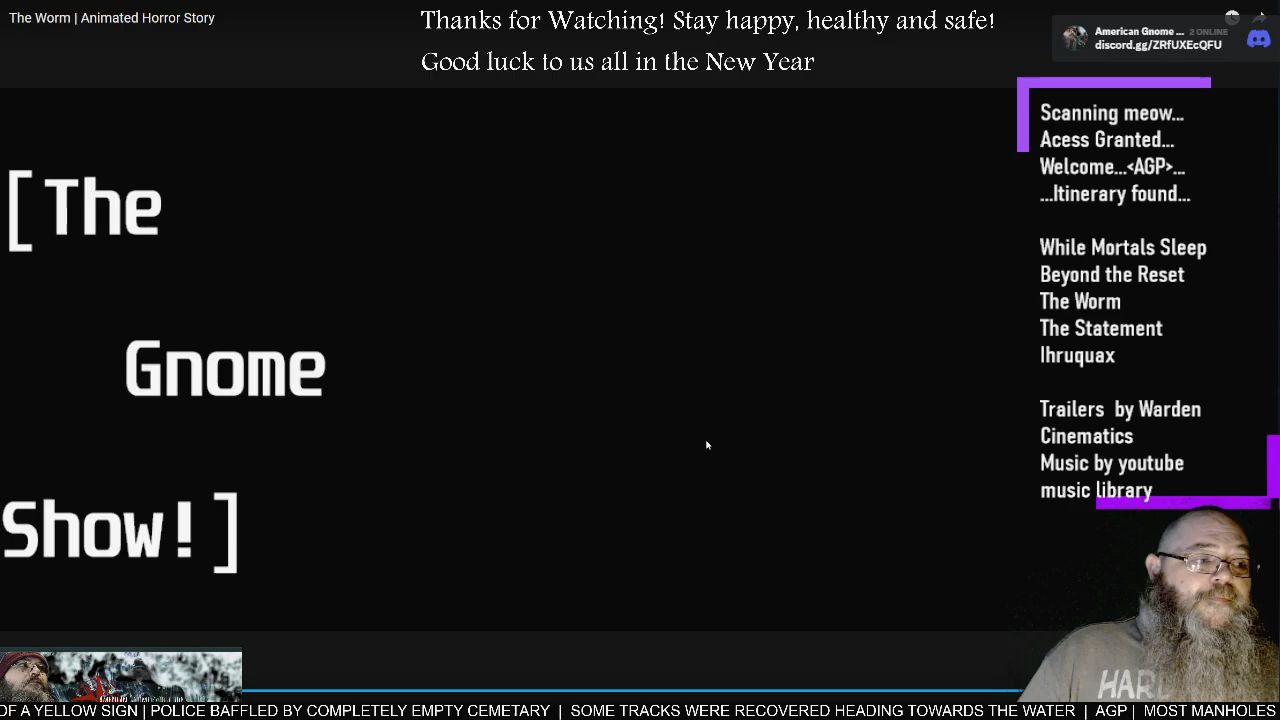 The Worm | Animated Horror Story
Thanks for Watching! Stay happy, healthy and safe!
Good luck to us all in the New Year
American Gnome ... 2 ONLINE
discord.gg/ZRfUXEcQFU
[The
Gnome
Show!]
Scanning meow...
Acess Granted...
Welcome...<AGP>...
...Itinerary found...
While Mortals Sleep
Beyond the Reset
The Worm
The Statement
Ihruquax
Trailers by Warden
Cinematics
Music by youtube
music library
HAR
OF A YELLOW SIGN | POLICE BAFFLED BY COMPLETELY EMPTY CEMETARY | SOME TRACKS WERE RECOVERED HEADING TOWARDS THE WATER | AGP | MOST MANHOLES